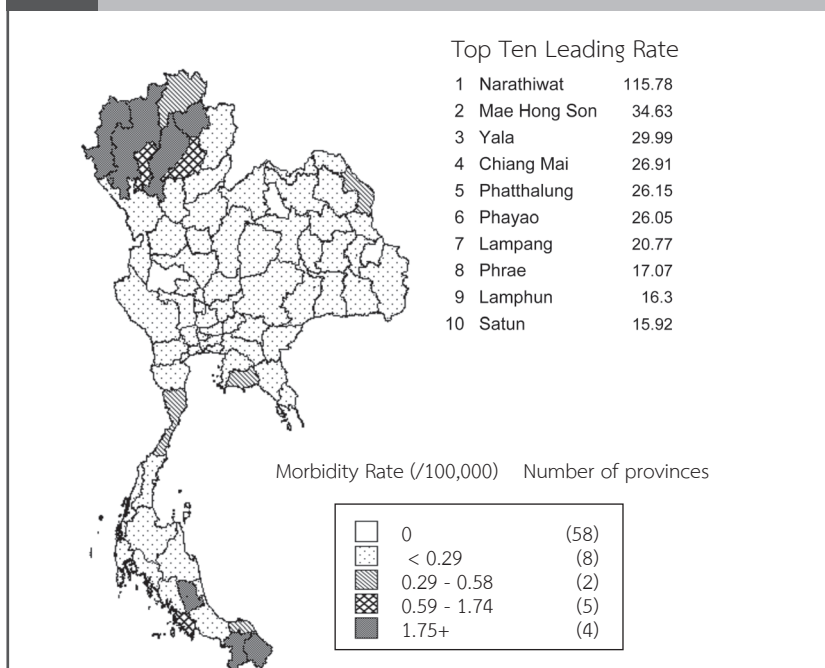 Top Ten Leading Rate
1 Narathiwat 115.78
2 Mae Hong Son 34.63
3 Yala 29.99
4 Chiang Mai 26.91
5 Phatthalung 26.15
6 Phayao 26.05
7 Lampang 20.77
8 Phrae 17.07
9 Lamphun 16.3
10 Satun 15.92
Morbidity Rate (/100,000) Number of provinces
0 (58)
< 0.29 (8)
0.29 - 0.58 (2)
0.59 - 1.74 (5)
1.75+ (4)